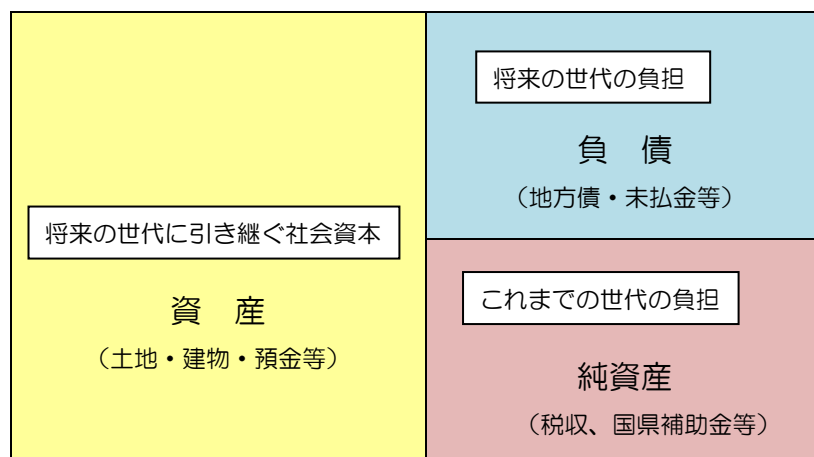 将来の世代に引き継ぐ社会資本
資　産
（土地・建物・預金等）
将来の世代の負担
負　債
（地方債・未払金等）
これまでの世代の負担
純資産
（税収、国県補助金等）